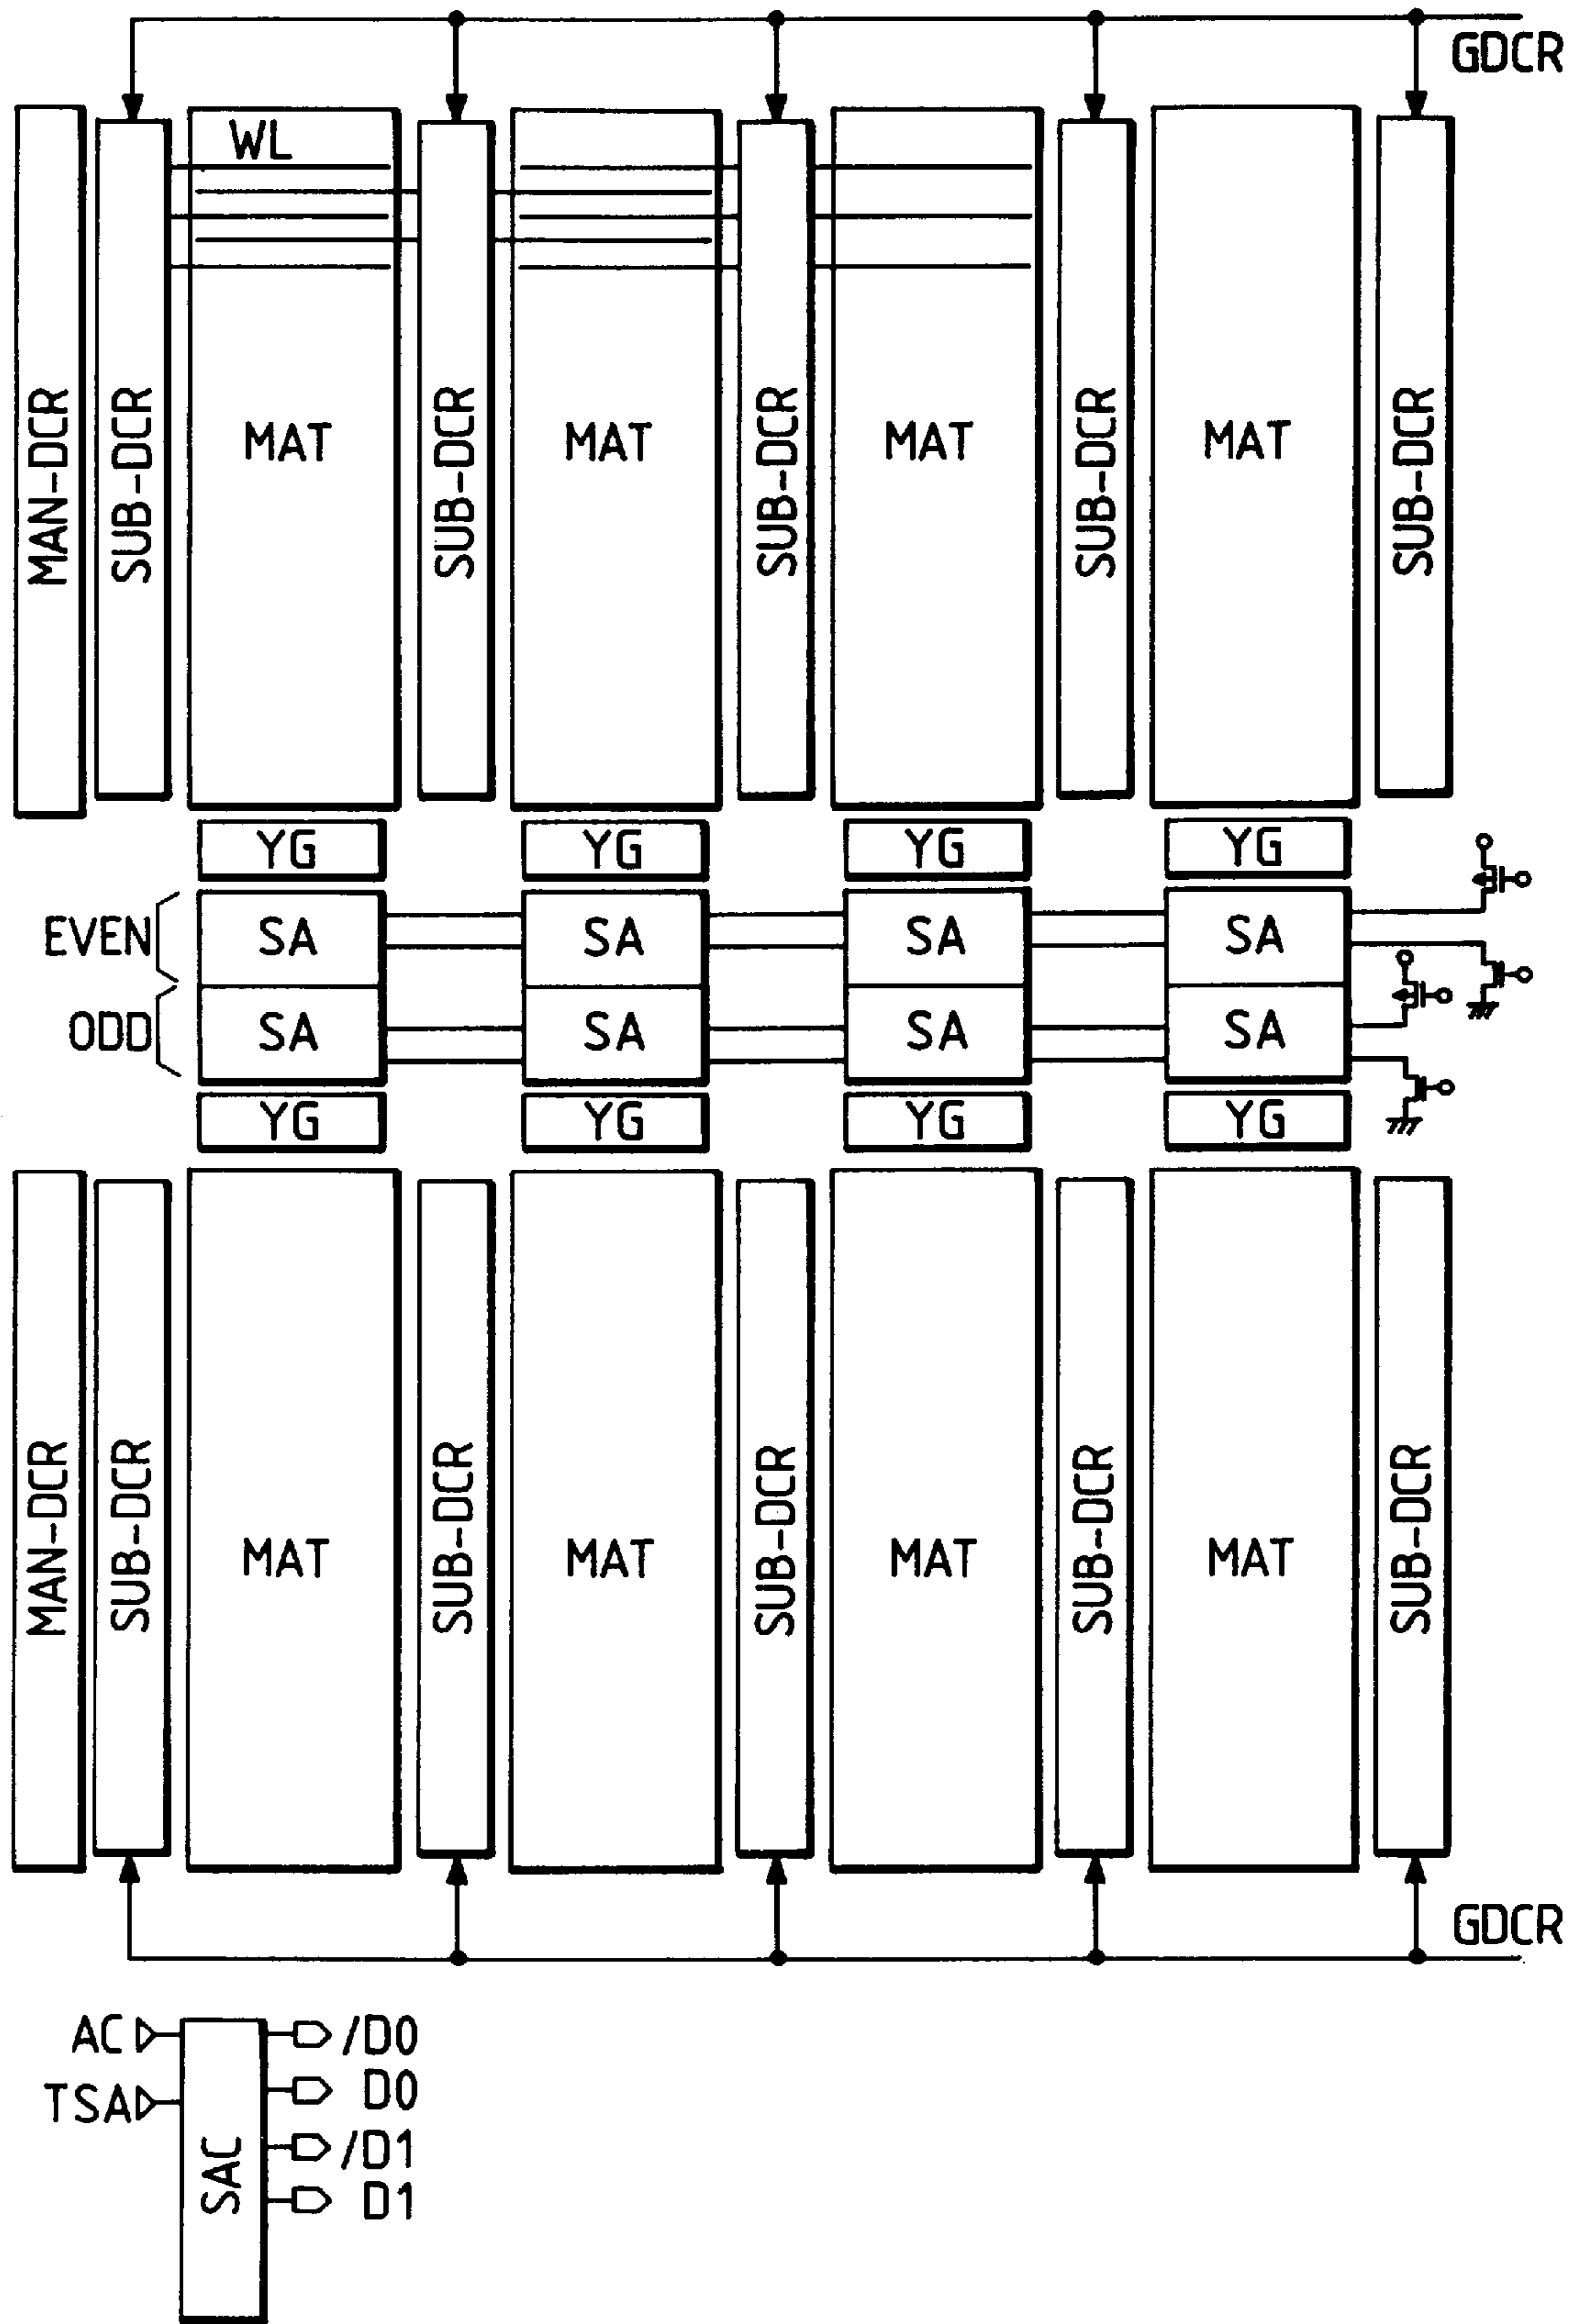 GDCR
WL
MAN-DCR
SUB-DCR
MAT
SUB-DCR
MAT
SUB-DCR
MAT
SUB-DCR
MAT
SUB-DCR
YG
YG
YG
YG
EVEN
SA
SA
SA
SA
ODD
SA
SA
SA
SA
YG
YG
YG
YG
MAN-DCR
SUB-DCR
MAT
SUB-DCR
MAT
SUB-DCR
MAT
SUB-DCR
MAT
SUB-DCR
GDCR
AC
/D0
TSA
D0
SAC
/D1
D1